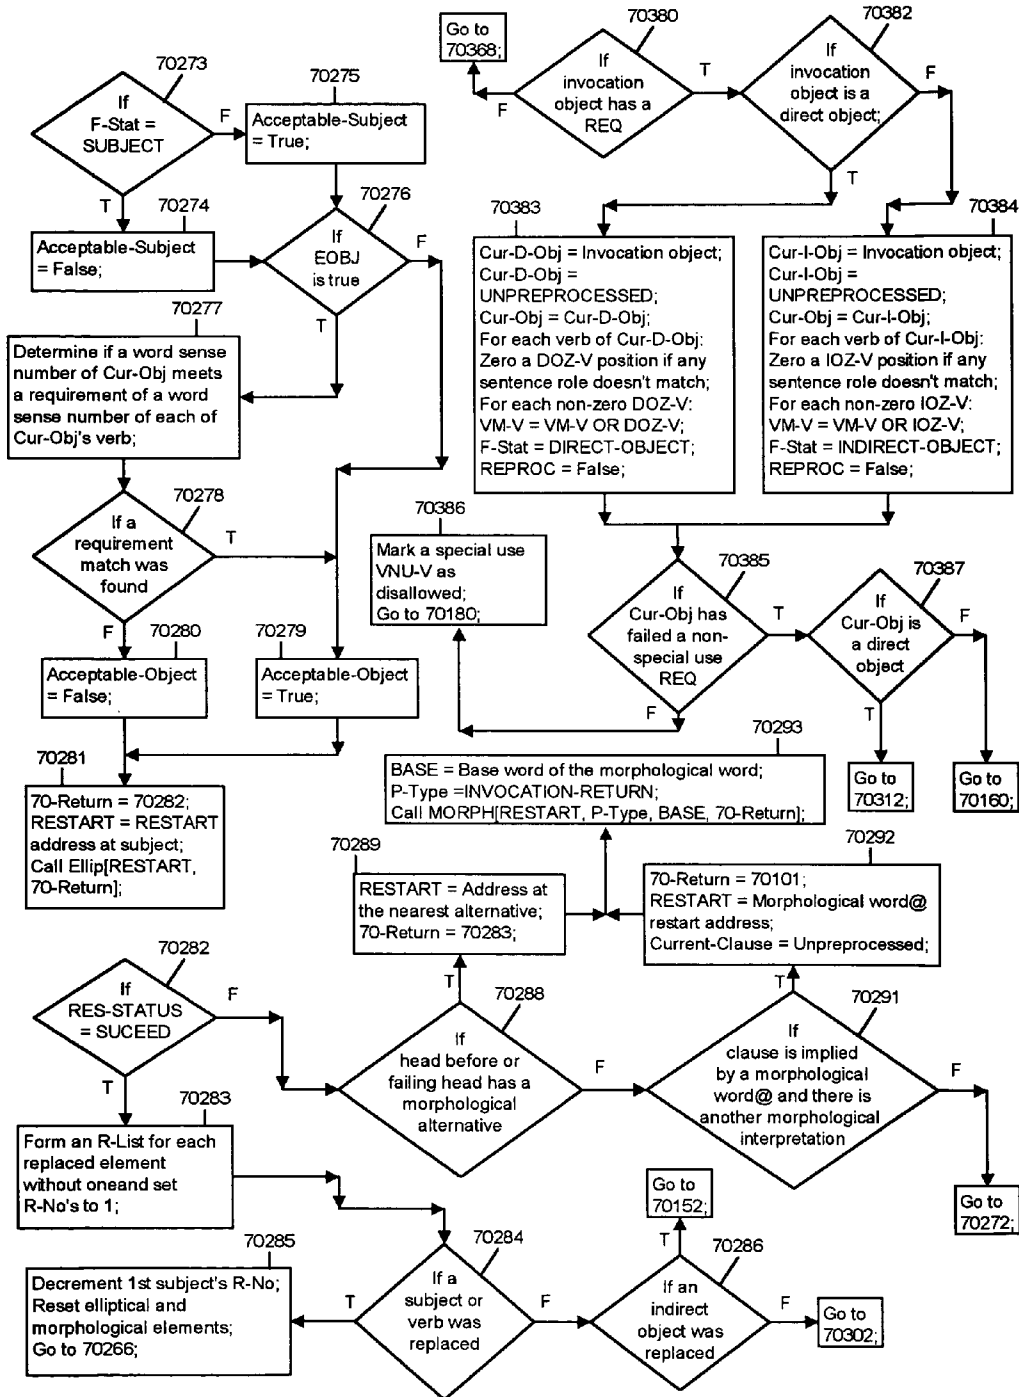 70273
If
F-Stat =
SUBJECT
F
T
70275
Acceptable-Subject
= True;
70274
Acceptable-Subject
= False;
70276
If
EOBJ
is true
F
T
70277
Determine if a word sense
number of Cur-Obj meets
a requirement of a word
sense number of each of
Cur-Obj's verb;
70278
If a
requirement
match was
found
T
F
70280
Acceptable-Object
= False;
70279
Acceptable-Object
= True;
70281
70-Return = 70282;
RESTART = RESTART
address at subject;
Call Ellip[RESTART,
70-Return];
Go to
70368;
70380
If
invocation
object has a
REQ
F
T
70382
If
invocation
object is a
direct object;
F
T
70383
Cur-D-Obj = Invocation object;
Cur-D-Obj =
UNPREPROCESSED;
Cur-Obj = Cur-D-Obj;
For each verb of Cur-D-Obj:
Zero a DOZ-V position if any
sentence role doesn't match;
For each non-zero DOZ-V:
VM-V = VM-V OR DOZ-V;
F-Stat = DIRECT-OBJECT;
REPROC = False;
70384
Cur-I-Obj = Invocation object;
Cur-I-Obj =
UNPREPROCESSED;
Cur-Obj = Cur-I-Obj;
For each verb of Cur-I-Obj:
Zero a IOZ-V position if any
sentence role doesn't match;
For each non-zero IOZ-V:
VM-V = VM-V OR IOZ-V;
F-Stat = INDIRECT-OBJECT;
REPROC = False;
70386
Mark a special use
VNU-V as
disallowed;
Go to 70180;
70385
If
Cur-Obj has
failed a non-
special use
REQ
T
F
70387
If
Cur-Obj is
a direct
object
F
T
Go to
70312;
Go to
70160;
70293
BASE = Base word of the morphological word;
P-Type =INVOCATION-RETURN;
Call MORPH[RESTART, P-Type, BASE, 70-Return];
70289
RESTART = Address at
the nearest alternative;
70-Return = 70283;
70292
70-Return = 70101;
RESTART = Morphological word@
restart address;
Current-Clause = Unpreprocessed;
70282
If
RES-STATUS
= SUCEED
F
T
70288
If
head before or
failing head has a
morphological
alternative
T
F
70291
If
clause is implied
by a morphological
word@ and there is
another morphological
interpretation
T
F
Go to
70272;
70283
Form an R-List for each
replaced element
without oneand set
R-No's to 1;
70285
Decrement 1st subject's R-No;
Reset elliptical and
morphological elements;
Go to 70266;
70284
If a
subject or
verb was
replaced
T
F
Go to
70152;
70286
If an
indirect
object was
replaced
T
F
Go to
70302;